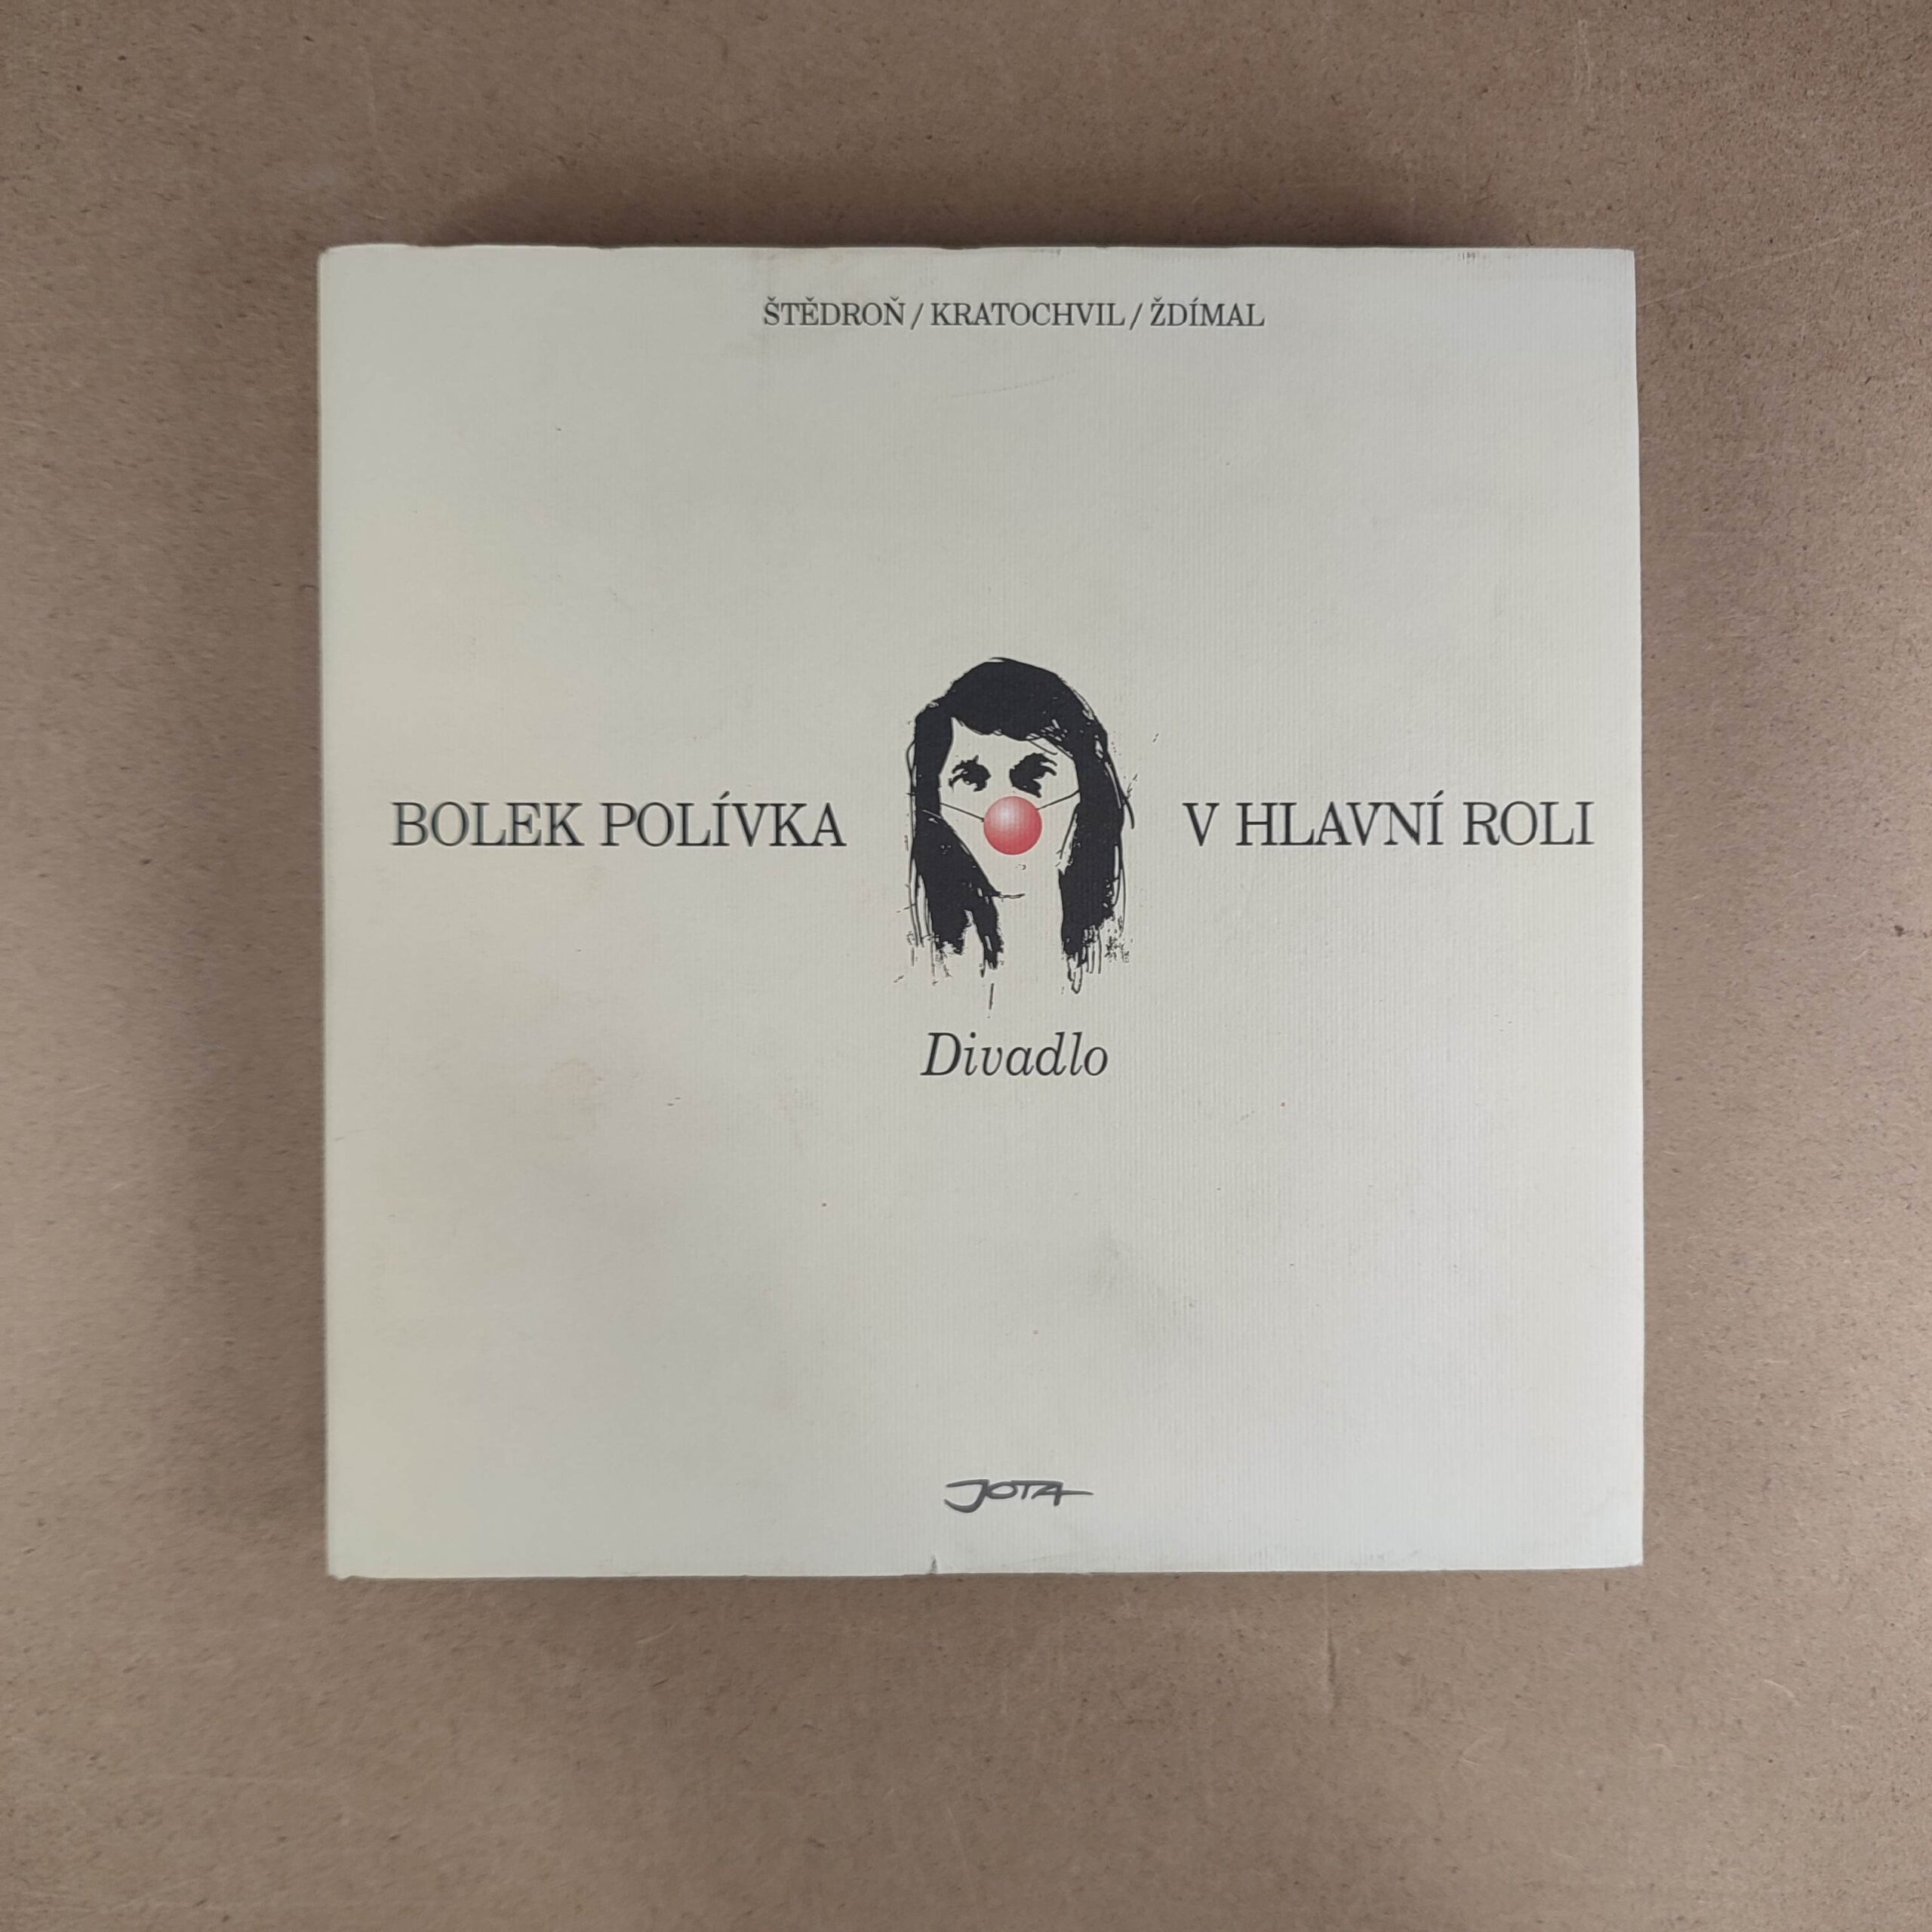 ŠTĚDROŇ / KRATOCHVIL / ŽDÍMAL
BOLEK POLÍVKA V HLAVNÍ ROLI
Divadlo
JOTA